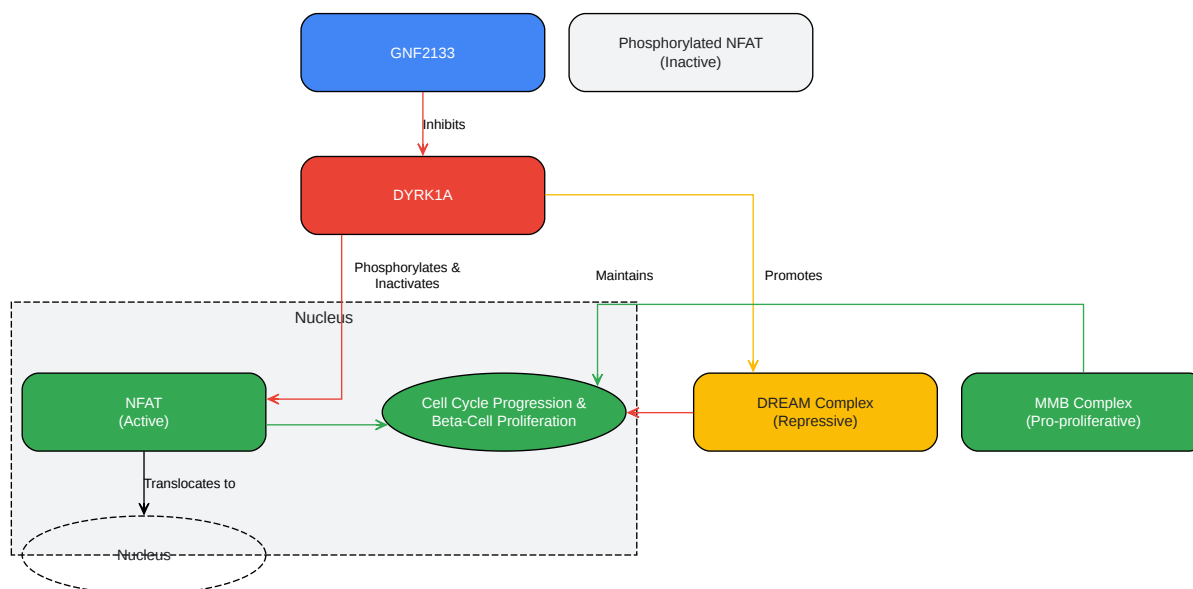 GNF2133
Phosphorylated NFAT
(Inactive)
Inhibits
DYRK1A
Phosphorylates &
Inactivates
Maintains
Promotes
Nucleus
NFAT
(Active)
Cell Cycle Progression &
Beta-Cell Proliferation
DREAM Complex
(Repressive)
MMB Complex
(Pro-proliferative)
Translocates to
Nucleus